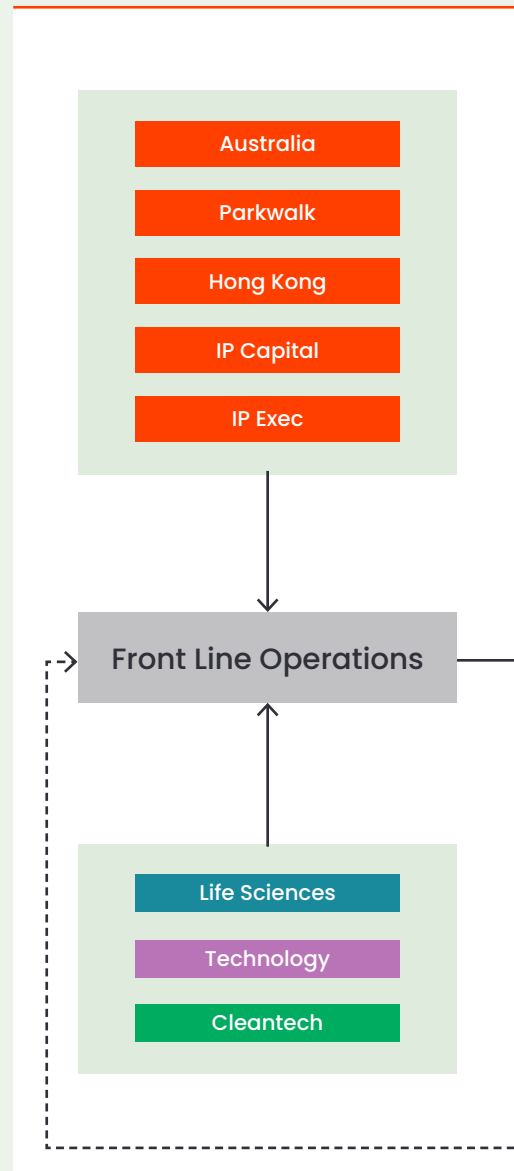 Australia
Parkwalk
Hong Kong
IP Capital
IP Exec
Front Line Operations
Life Sciences
Technology
Cleantech